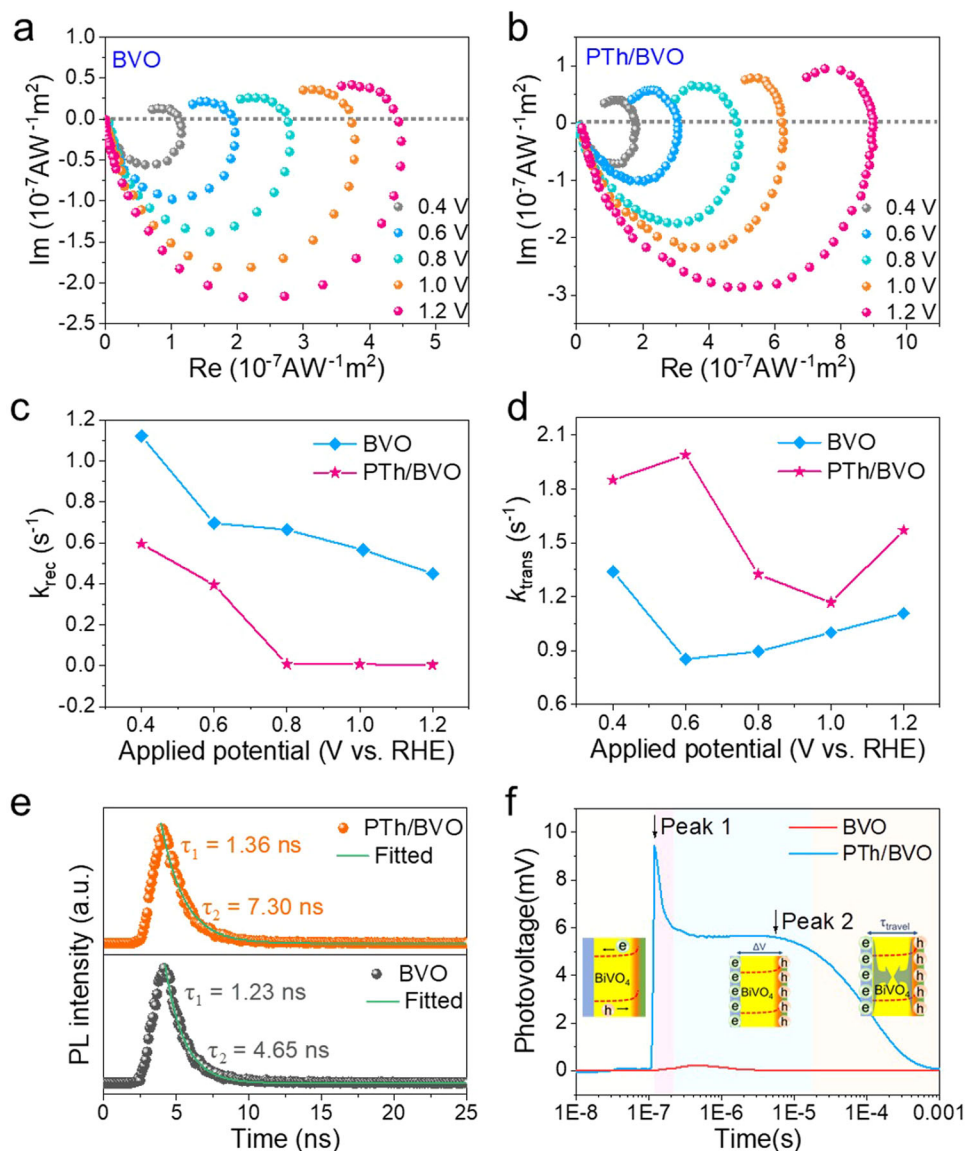 a
BVO
Im (10⁻⁷AW⁻¹m²)
0.5
0.0
-0.5
-1.0
-1.5
-2.0
-2.5
0.4 V
0.6 V
0.8 V
1.0 V
1.2 V
0 1 2 3 4 5
Re (10⁻⁷AW⁻¹m²)
b
PTh/BVO
Im (10⁻⁷AW⁻¹m²)
1
0
-1
-2
-3
0.4 V
0.6 V
0.8 V
1.0 V
1.2 V
0 2 4 6 8 10
Re (10⁻⁷AW⁻¹m²)
c
k_rec (s⁻¹)
1.2
1.0
0.8
0.6
0.4
0.2
0.0
-0.2
BVO
PTh/BVO
0.4 0.6 0.8 1.0 1.2
Applied potential (V vs. RHE)
d
k_trans (s⁻¹)
2.1
1.8
1.5
1.2
0.9
0.6
BVO
PTh/BVO
0.4 0.6 0.8 1.0 1.2
Applied potential (V vs. RHE)
e
PL intensity (a.u.)
PTh/BVO
Fitted
τ₁ = 1.36 ns
τ₂ = 7.30 ns
BVO
Fitted
τ₁ = 1.23 ns
τ₂ = 4.65 ns
0 5 10 15 20 25
Time (ns)
f
Photovoltage(mV)
10
8
6
4
2
0
Peak 1
BVO
PTh/BVO
Peak 2
e
BiVO₄
h
ΔV
e h
e h
e BiVO₄ h
e h
e h
τ_travel
e h
e h
e BiVO₄ h
e h
e h
1E-8 1E-7 1E-6 1E-5 1E-4 0.001
Time(s)